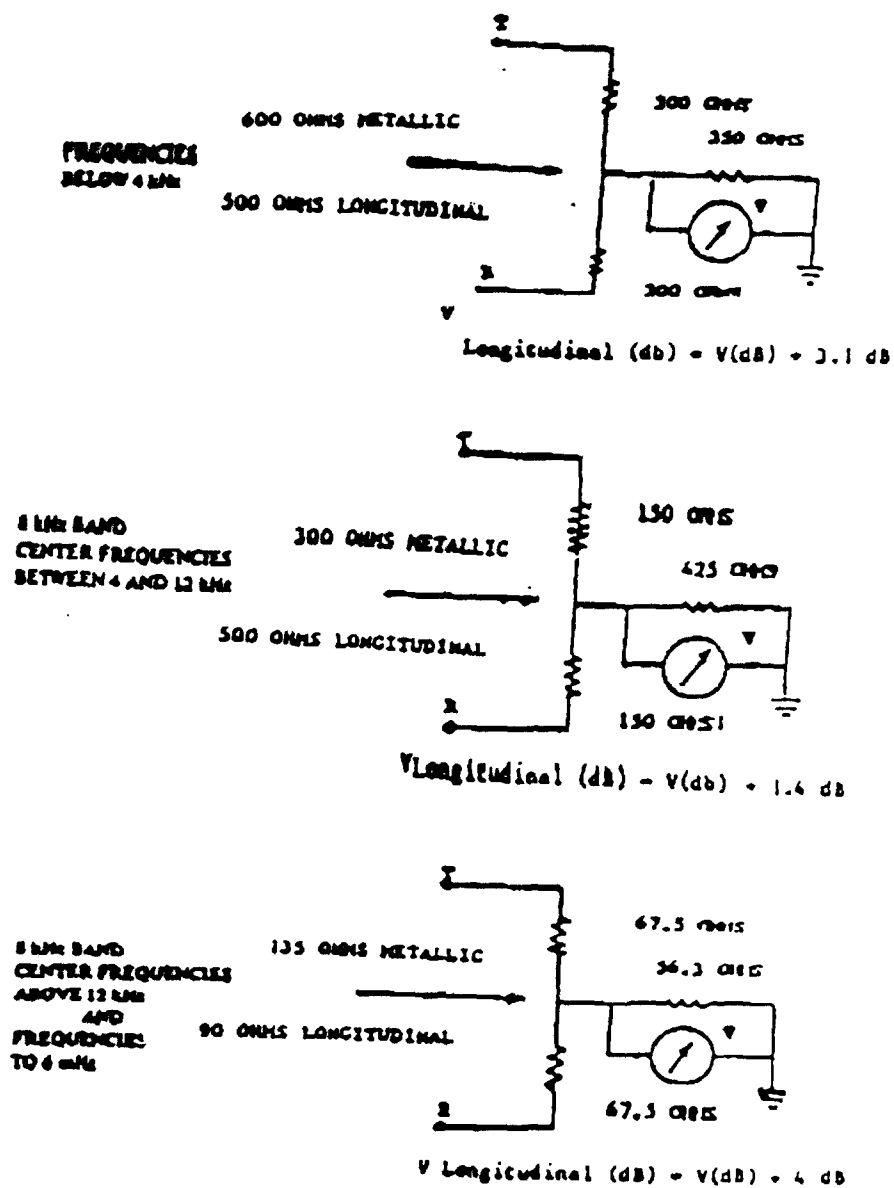 T
300 OHMS
600 OHMS METALLIC
350 OHMS
FREQUENCIES
BELOW 4 kHz
500 OHMS LONGITUDINAL
V
R
300 OHMS
V
Longitudinal (db) = V(dB) + 3.1 dB
T
8 kHz BAND
CENTER FREQUENCIES
BETWEEN 4 AND 12 kHz
300 OHMS METALLIC
150 OHMS
425 OHMS
500 OHMS LONGITUDINAL
V
R
150 OHMS
V Longitudinal (dB) = V(db) + 1.4 dB
T
8 kHz BAND
CENTER FREQUENCIES
ABOVE 12 kHz
AND
FREQUENCIES
TO 6 mHz
135 OHMS METALLIC
67.5 OHMS
56.3 OHMS
90 OHMS LONGITUDINAL
V
R
67.5 OHMS
V Longitudinal (dB) = V(dB) + 4 dB